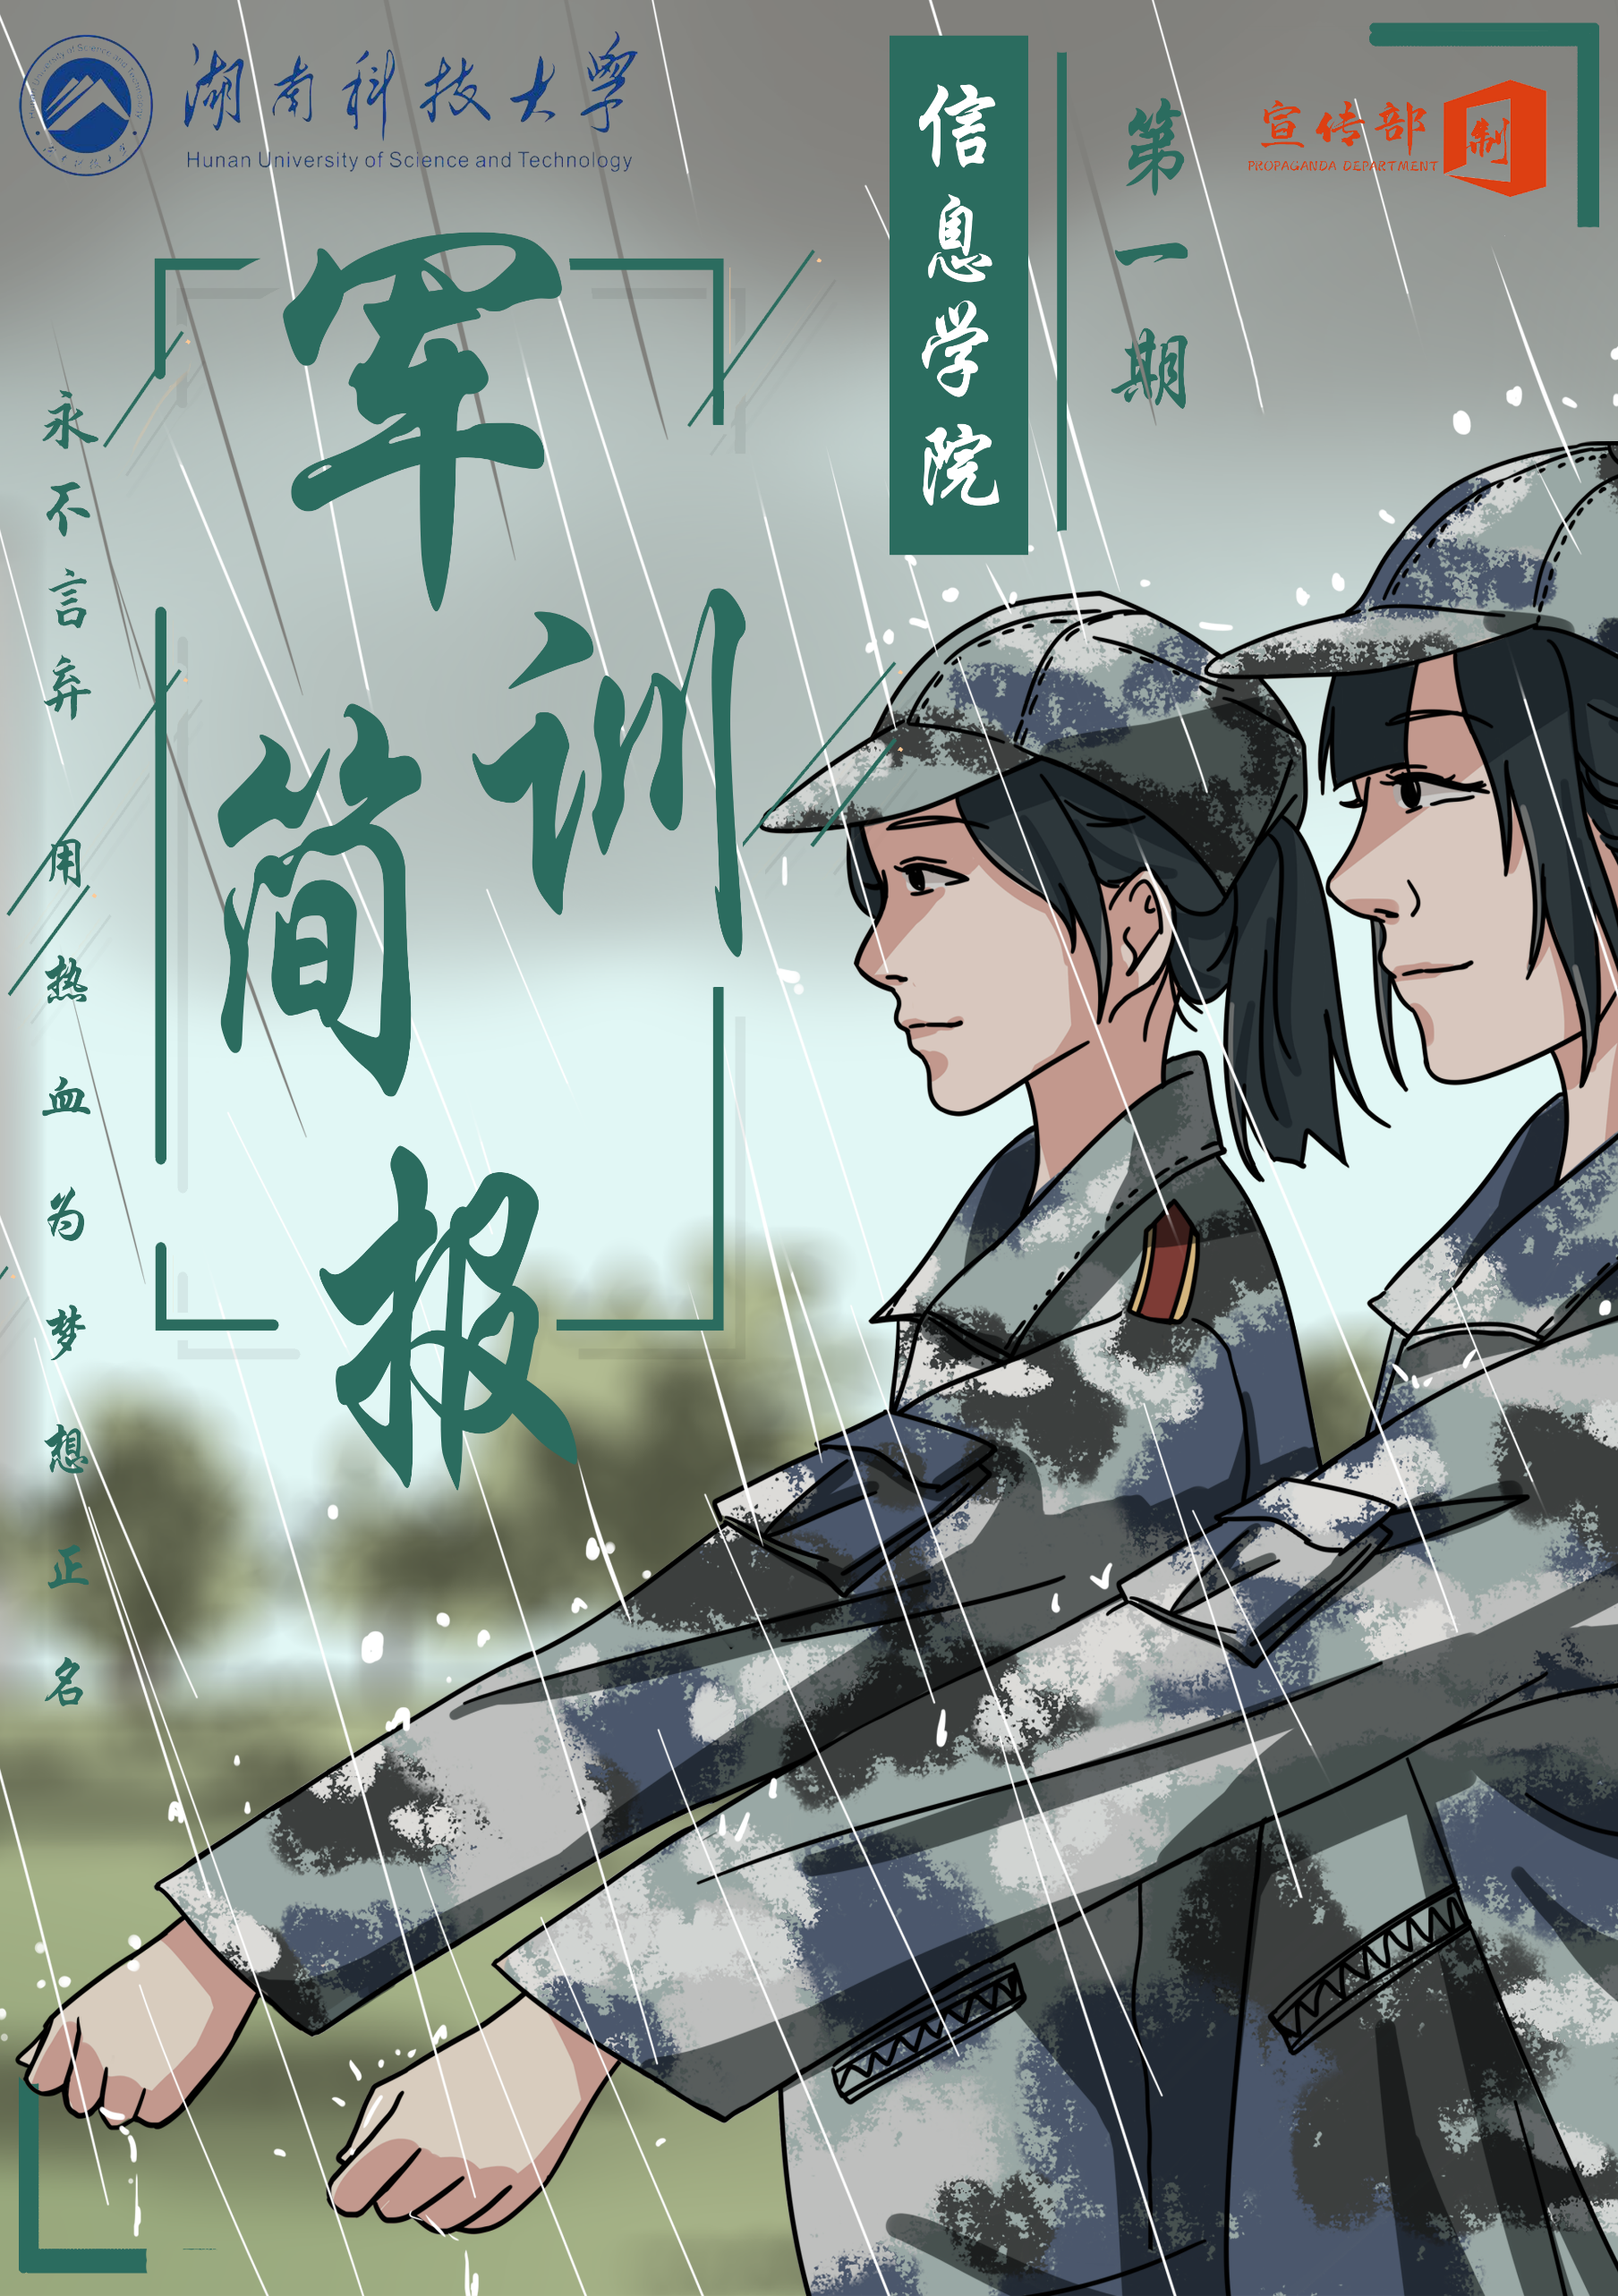 湖南科技大学
Hunan University of Science and Technology
信息学院
第一期
宣传部
制
PROPAGANDA DEPARTMENT
军训
简报
永不言弃 用热血为梦想正名